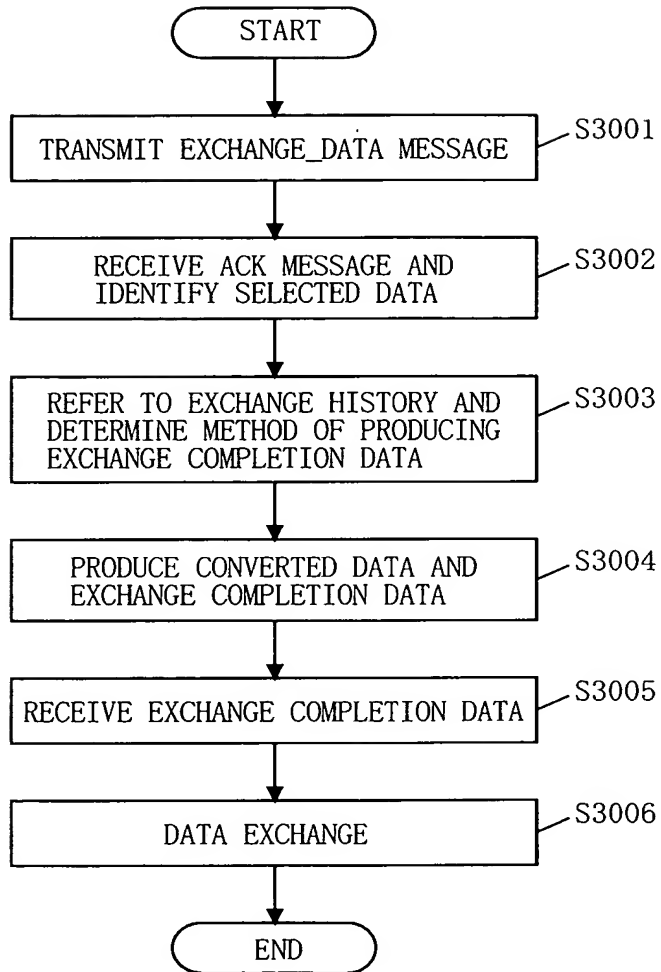 START
TRANSMIT EXCHANGE_DATA MESSAGE
S3001
RECEIVE ACK MESSAGE AND
IDENTIFY SELECTED DATA
S3002
REFER TO EXCHANGE HISTORY AND
DETERMINE METHOD OF PRODUCING
EXCHANGE COMPLETION DATA
S3003
PRODUCE CONVERTED DATA AND
EXCHANGE COMPLETION DATA
S3004
RECEIVE EXCHANGE COMPLETION DATA
S3005
DATA EXCHANGE
S3006
END